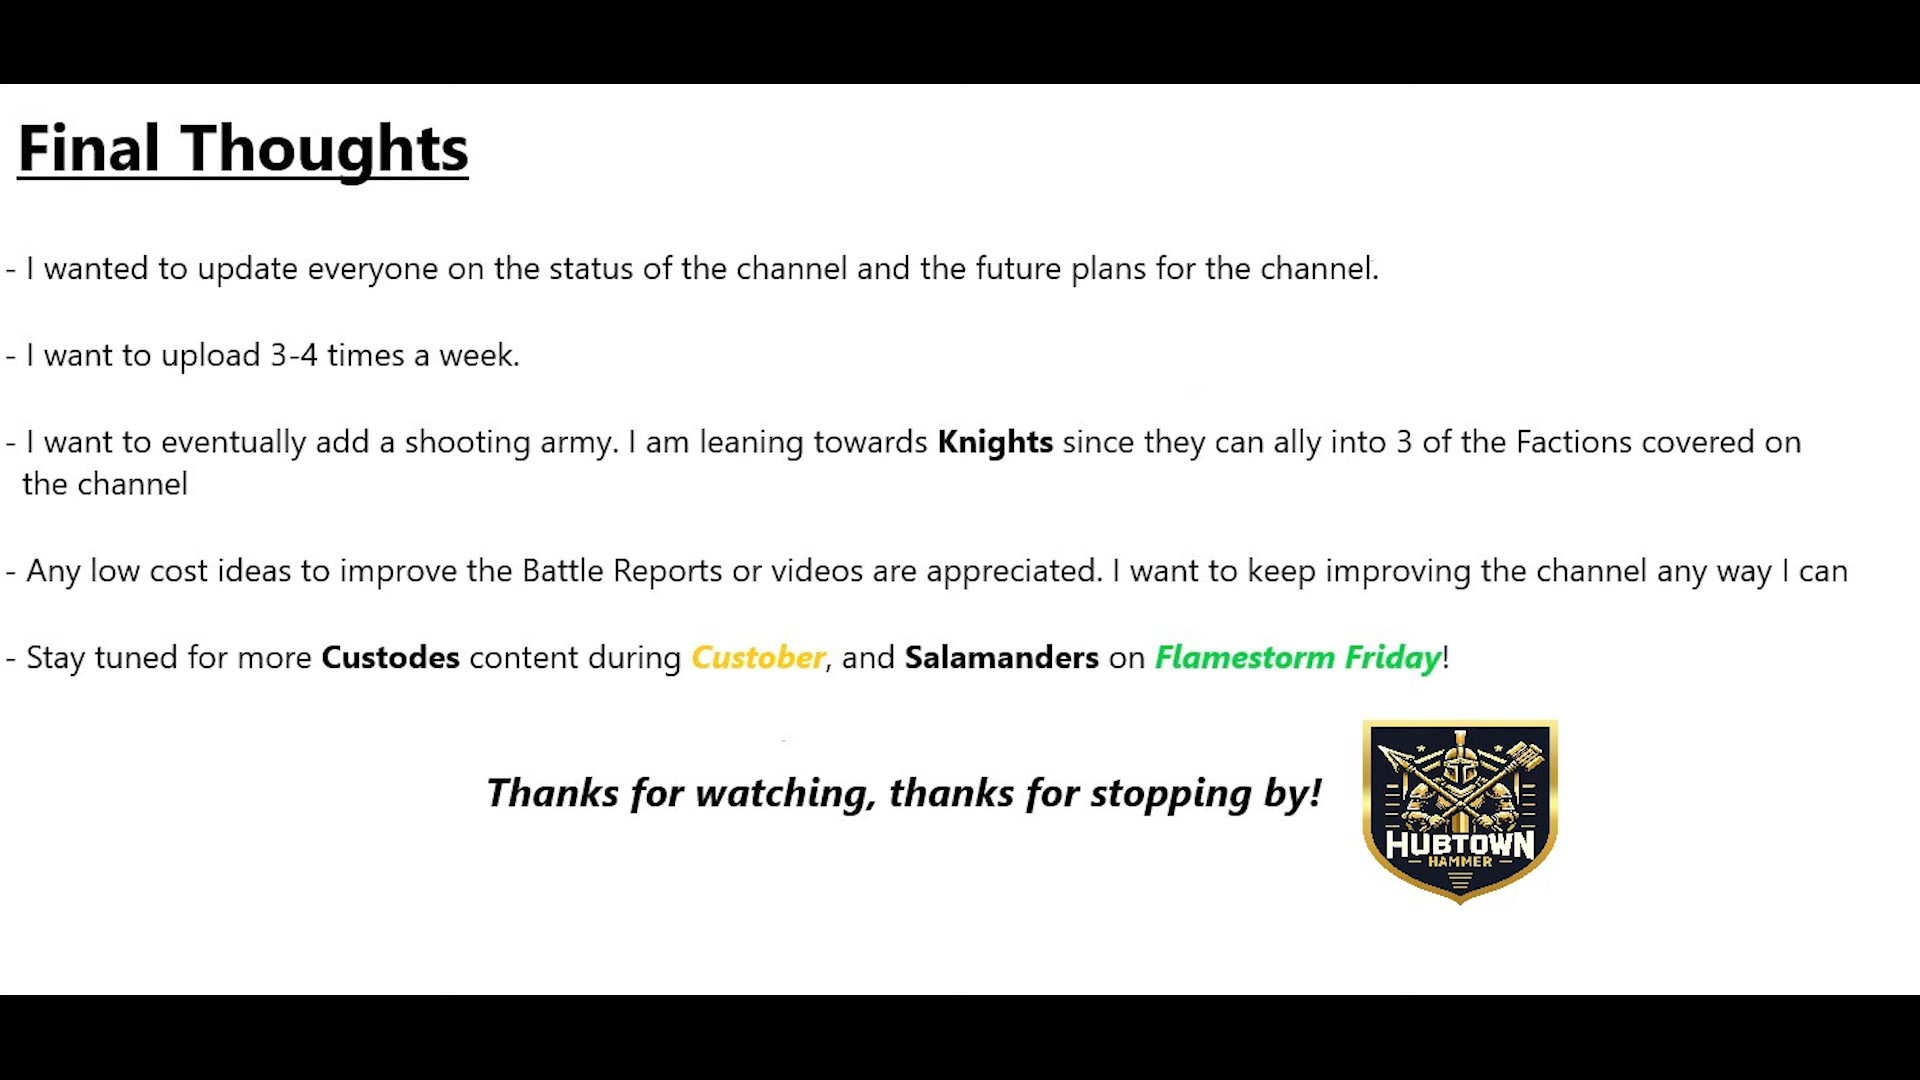 Final Thoughts
- I wanted to update everyone on the status of the channel and the future plans for the channel.
- I want to upload 3-4 times a week.
- I want to eventually add a shooting army. I am leaning towards Knights since they can ally into 3 of the Factions covered on
the channel
- Any low cost ideas to improve the Battle Reports or videos are appreciated. I want to keep improving the channel any way I can
- Stay tuned for more Custodes content during Custober, and Salamanders on Flamestorm Friday!
Thanks for watching, thanks for stopping by!
HUBTOWN
HAMMER